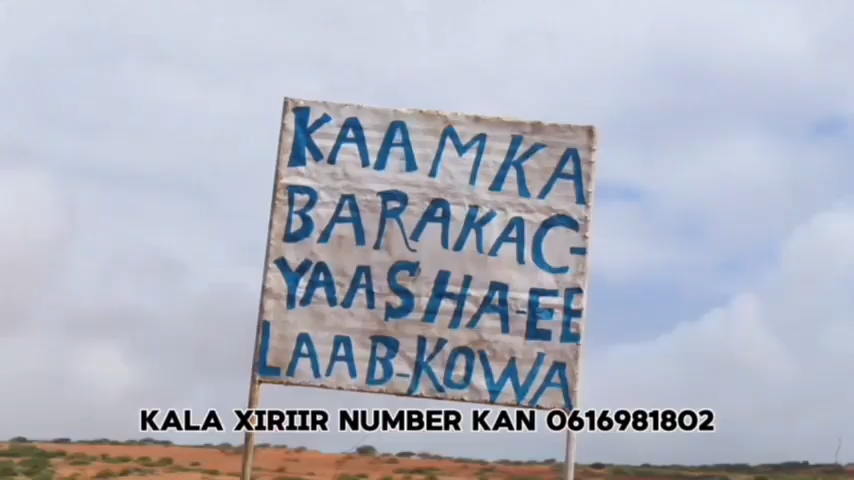 KAAMKA
BARAKAC-
YAASHA-EE
LAAB-KOWA
KALA XIRIIR NUMBER KAN 0616981802